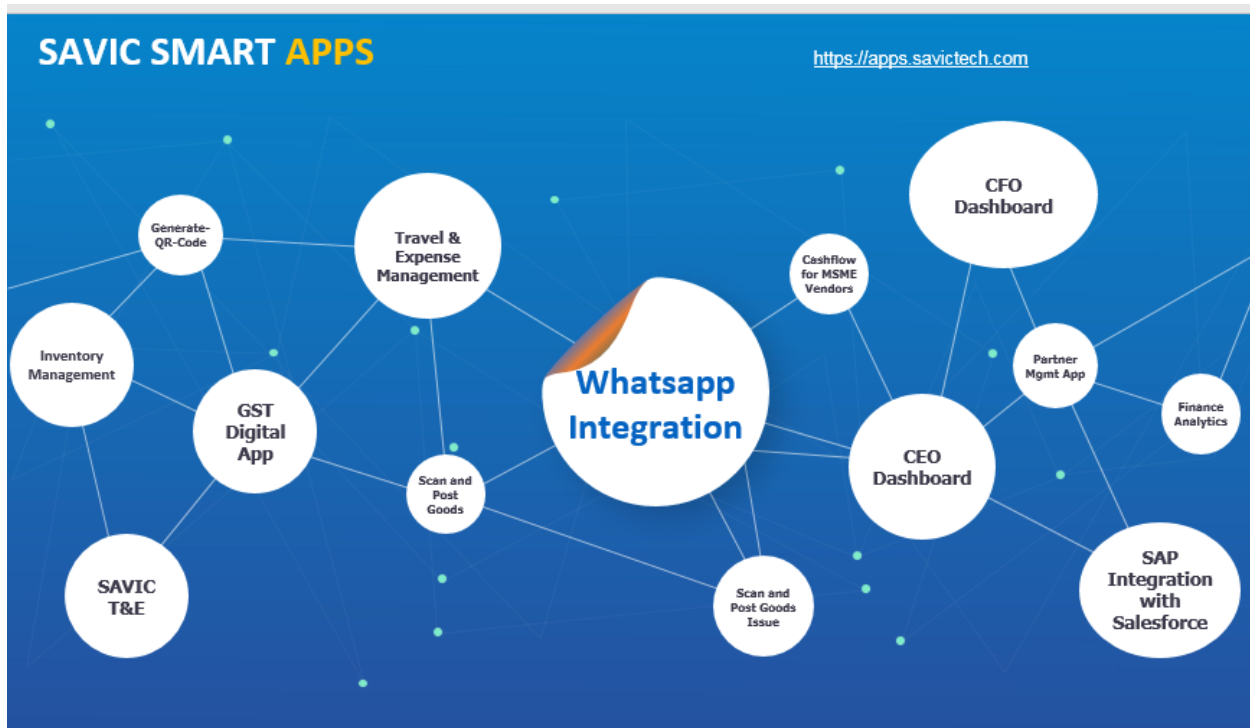 SAVIC SMART APPS
https://apps.savictech.com
Generate-
QR-Code
Travel &
Expense
Management
CFO
Dashboard
Cashflow
for MSME
Vendors
Inventory
Management
GST
Digital
App
Whatsapp
Integration
Partner
Mgmt App
Finance
Analytics
CEO
Dashboard
Scan and
Post
Goods
SAVIC
T&E
Scan and
Post Goods
Issue
SAP
Integration
with
Salesforce